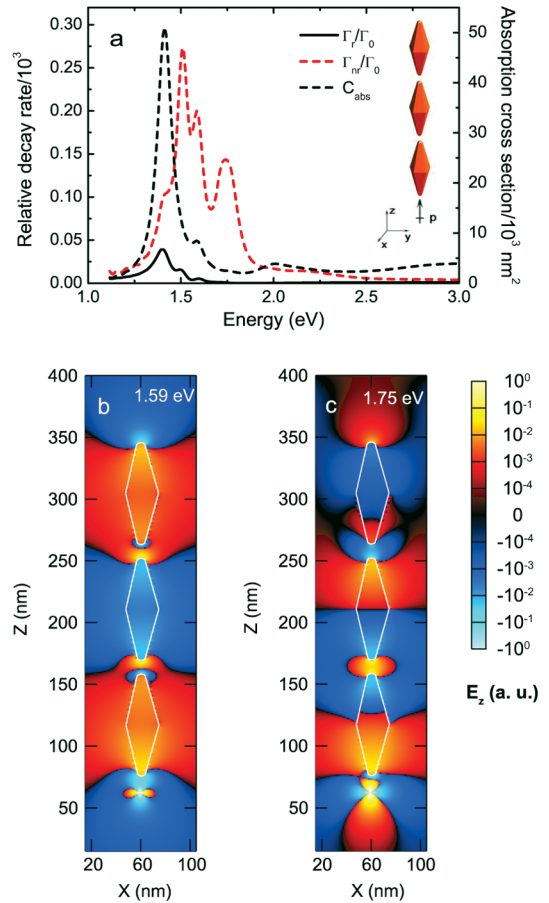 a
Γr/Γ0
Γnr/Γ0
Cabs
Relative decay rate/10³
0.30
0.25
0.20
0.15
0.10
0.05
0.00
50
40
30
20
10
0
Absorption cross section/10³ nm²
z
y
x
p
1.0 1.5 2.0 2.5 3.0
Energy (eV)
b
1.59 eV
400
350
300
250
200
150
100
50
Z (nm)
20 60 100
X (nm)
c
1.75 eV
400
350
300
250
200
150
100
50
Z (nm)
20 60 100
X (nm)
10⁰
10⁻¹
10⁻²
10⁻³
10⁻⁴
0
-10⁻⁴
-10⁻³
-10⁻²
-10⁻¹
-10⁰
Ez (a. u.)